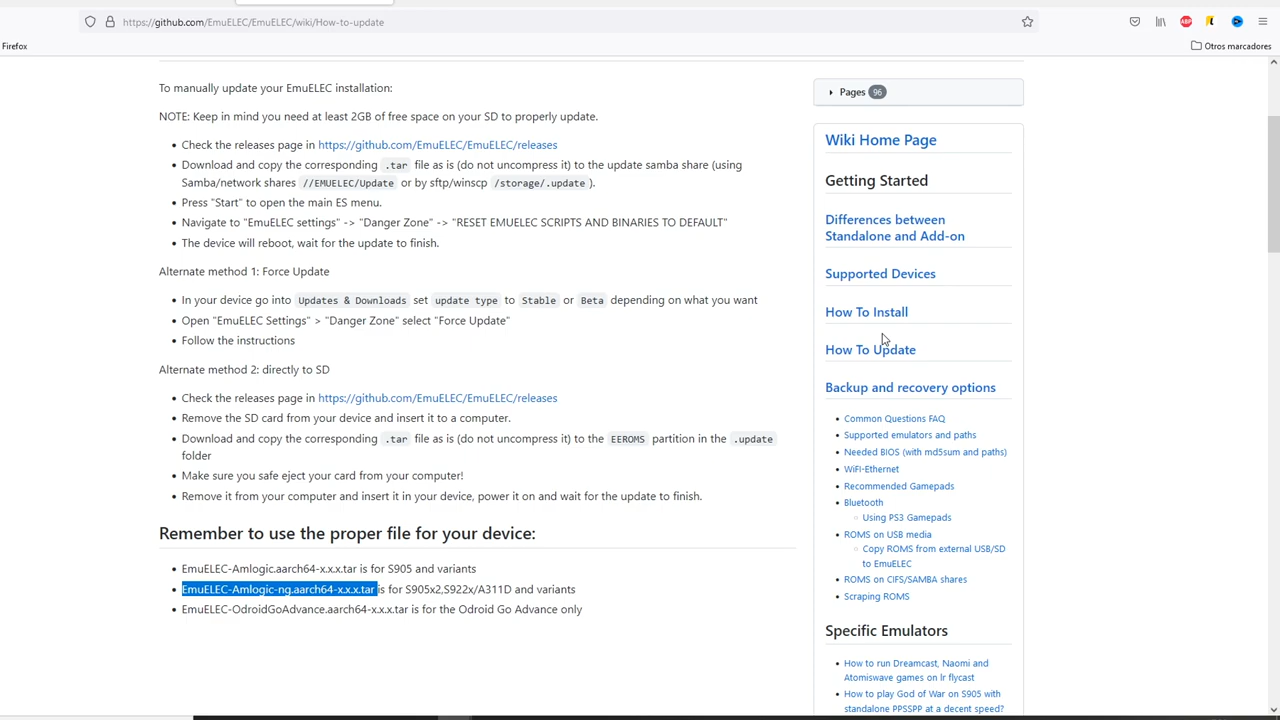 https://github.com/EmuELEC/EmuELEC/wiki/How-to-update
ABP
Firefox
Otros marcadores
To manually update your EmuELEC installation:
NOTE: Keep in mind you need at least 2GB of free space on your SD to properly update.
Check the releases page in https://github.com/EmuELEC/EmuELEC/releases
Download and copy the corresponding .tar file as is (do not uncompress it) to the update samba share (using
Samba/network shares //EMUELEC/Update or by sftp/winscp /storage/.update ).
Press "Start" to open the main ES menu.
Navigate to "EmuELEC settings" -> "Danger Zone" -> "RESET EMUELEC SCRIPTS AND BINARIES TO DEFAULT"
The device will reboot, wait for the update to finish.
Alternate method 1: Force Update
In your device go into Updates & Downloads set update type to Stable or Beta depending on what you want
Open "EmuELEC Settings" > "Danger Zone" select "Force Update"
Follow the instructions
Alternate method 2: directly to SD
Check the releases page in https://github.com/EmuELEC/EmuELEC/releases
Remove the SD card from your device and insert it to a computer.
Download and copy the corresponding .tar file as is (do not uncompress it) to the EEROMS partition in the .update
folder
Make sure you safe eject your card from your computer!
Remove it from your computer and insert it in your device, power it on and wait for the update to finish.
Remember to use the proper file for your device:
EmuELEC-Amlogic.aarch64-x.x.x.tar is for S905 and variants
EmuELEC-Amlogic-ng.aarch64-x.x.x.tar is for S905x2,S922x/A311D and variants
EmuELEC-OdroidGoAdvance.aarch64-x.x.x.tar is for the Odroid Go Advance only
Pages 96
Wiki Home Page
Getting Started
Differences between
Standalone and Add-on
Supported Devices
How To Install
How To Update
Backup and recovery options
Common Questions FAQ
Supported emulators and paths
Needed BIOS (with md5sum and paths)
WiFI-Ethernet
Recommended Gamepads
Bluetooth
Using PS3 Gamepads
ROMS on USB media
Copy ROMS from external USB/SD
to EmuELEC
ROMS on CIFS/SAMBA shares
Scraping ROMS
Specific Emulators
How to run Dreamcast, Naomi and
Atomiswave games on lr flycast
How to play God of War on S905 with
standalone PPSSPP at a decent speed?